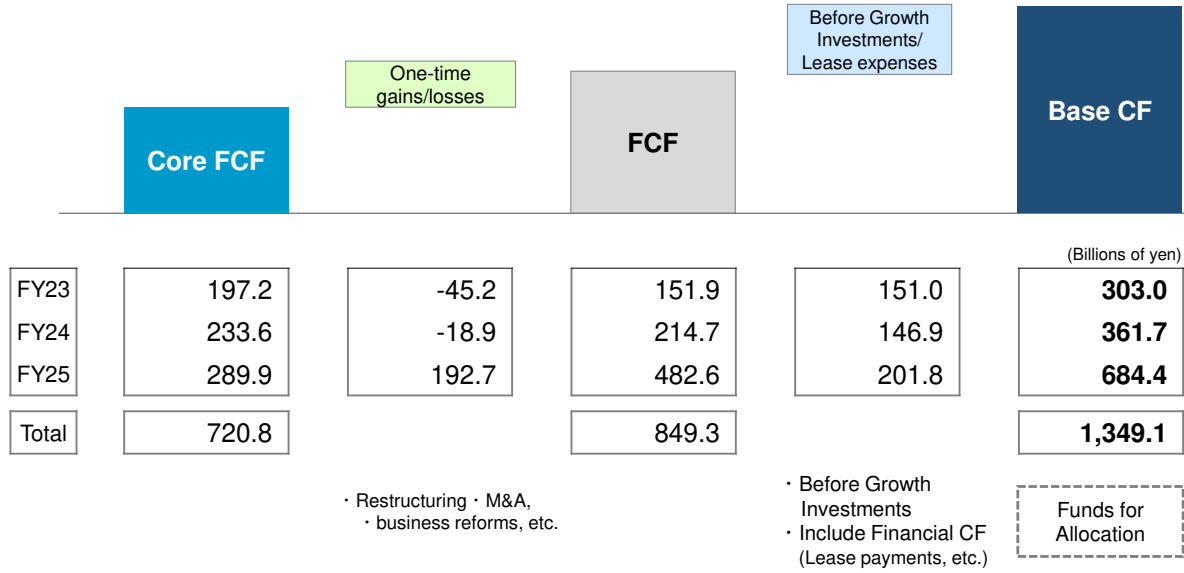 Before Growth
Investments/
Lease expenses
One-time
gains/losses
Core FCF
FCF
Base CF
(Billions of yen)
FY23 197.2 -45.2 151.9 151.0 303.0
FY24 233.6 -18.9 214.7 146.9 361.7
FY25 289.9 192.7 482.6 201.8 684.4
Total 720.8 849.3 1,349.1
・Restructuring・M&A,
・business reforms, etc.
・Before Growth
Investments
・Include Financial CF
(Lease payments, etc.)
Funds for
Allocation